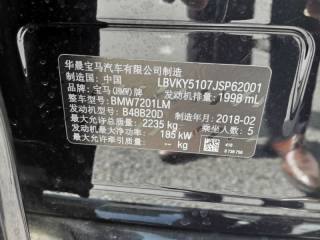 华晨宝马汽车有限公司制造
制造国：中国 LBVKY5107JSP62001
品牌：宝马(BMW)牌 发动机排量：1998 mL
整车型号：BMW7201LM
发动机型号：B48B20D 制造年月：2018-02
最大允许总质量：2235 kg 乘坐人数：5
发动机最大净功率：185 kW
最大允许牵引质量：-- kg